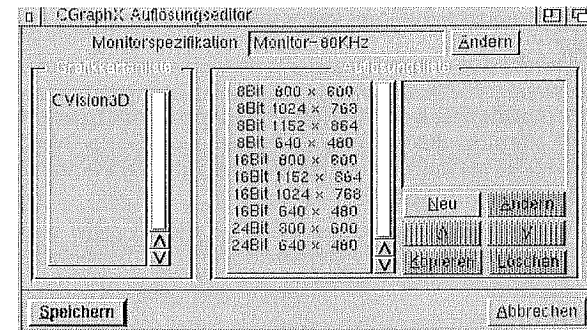 CGraphX Auflösungseditor
Monitorspezifikation Monitor-80KHz Ändern
Grafikkartenliste Auflösungsliste
CVision3D
8Bit 800 x 600
8Bit 1024 x 768
8Bit 1152 x 864
8Bit 640 x 480
16Bit 800 x 600
16Bit 1152 x 864
16Bit 1024 x 768
16Bit 640 x 480
24Bit 800 x 600
24Bit 640 x 480
Neu Ändern
Kopieren Löschen
Speichern Abbrechen